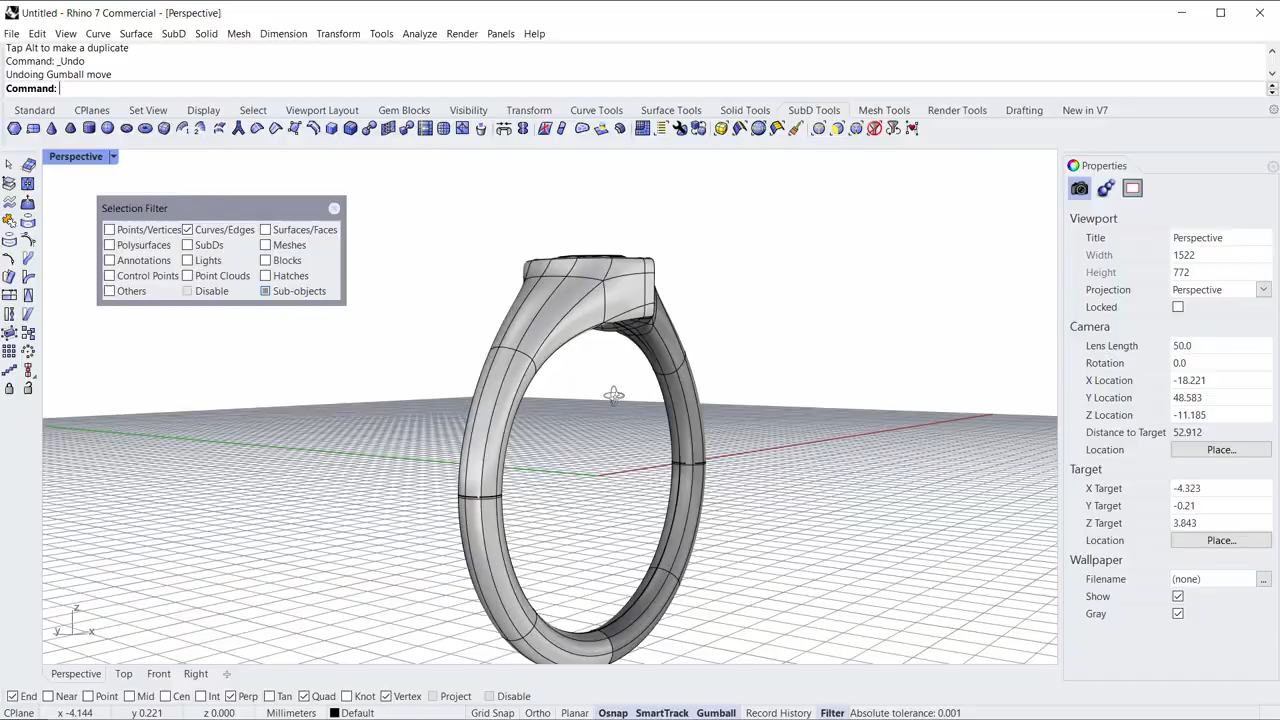 Untitled - Rhino 7 Commercial - [Perspective]
File Edit View Curve Surface SubD Solid Mesh Dimension Transform Tools Analyze Render Panels Help
Tap Alt to make a duplicate
Command: _Undo
Undoing Gumball move
Command:
Standard CPlanes Set View Display Select Viewport Layout Gem Blocks Visibility Transform Curve Tools Surface Tools Solid Tools SubD Tools Mesh Tools Render Tools Drafting New in V7
Perspective
Properties
Selection Filter
Points/Vertices Curves/Edges Surfaces/Faces
Polysurfaces SubDs Meshes
Annotations Lights Blocks
Control Points Point Clouds Hatches
Others Disable Sub-objects
Viewport
Title Perspective
Width 1522
Height 772
Projection Perspective
Locked
Camera
Lens Length 50.0
Rotation 0.0
X Location -18.221
Y Location 48.583
Z Location -11.185
Distance to Target 52.912
Location Place...
Target
X Target -4.323
Y Target -0.21
Z Target 3.843
Location Place...
Wallpaper
Filename (none) ...
Show
Gray
z
y x
Perspective Top Front Right
End Near Point Mid Cen Int Perp Tan Quad Knot Vertex Project Disable
CPlane x -4.144 y 0.221 z 0.000 Millimeters Default Grid Snap Ortho Planar Osnap SmartTrack Gumball Record History Filter Absolute tolerance: 0.001